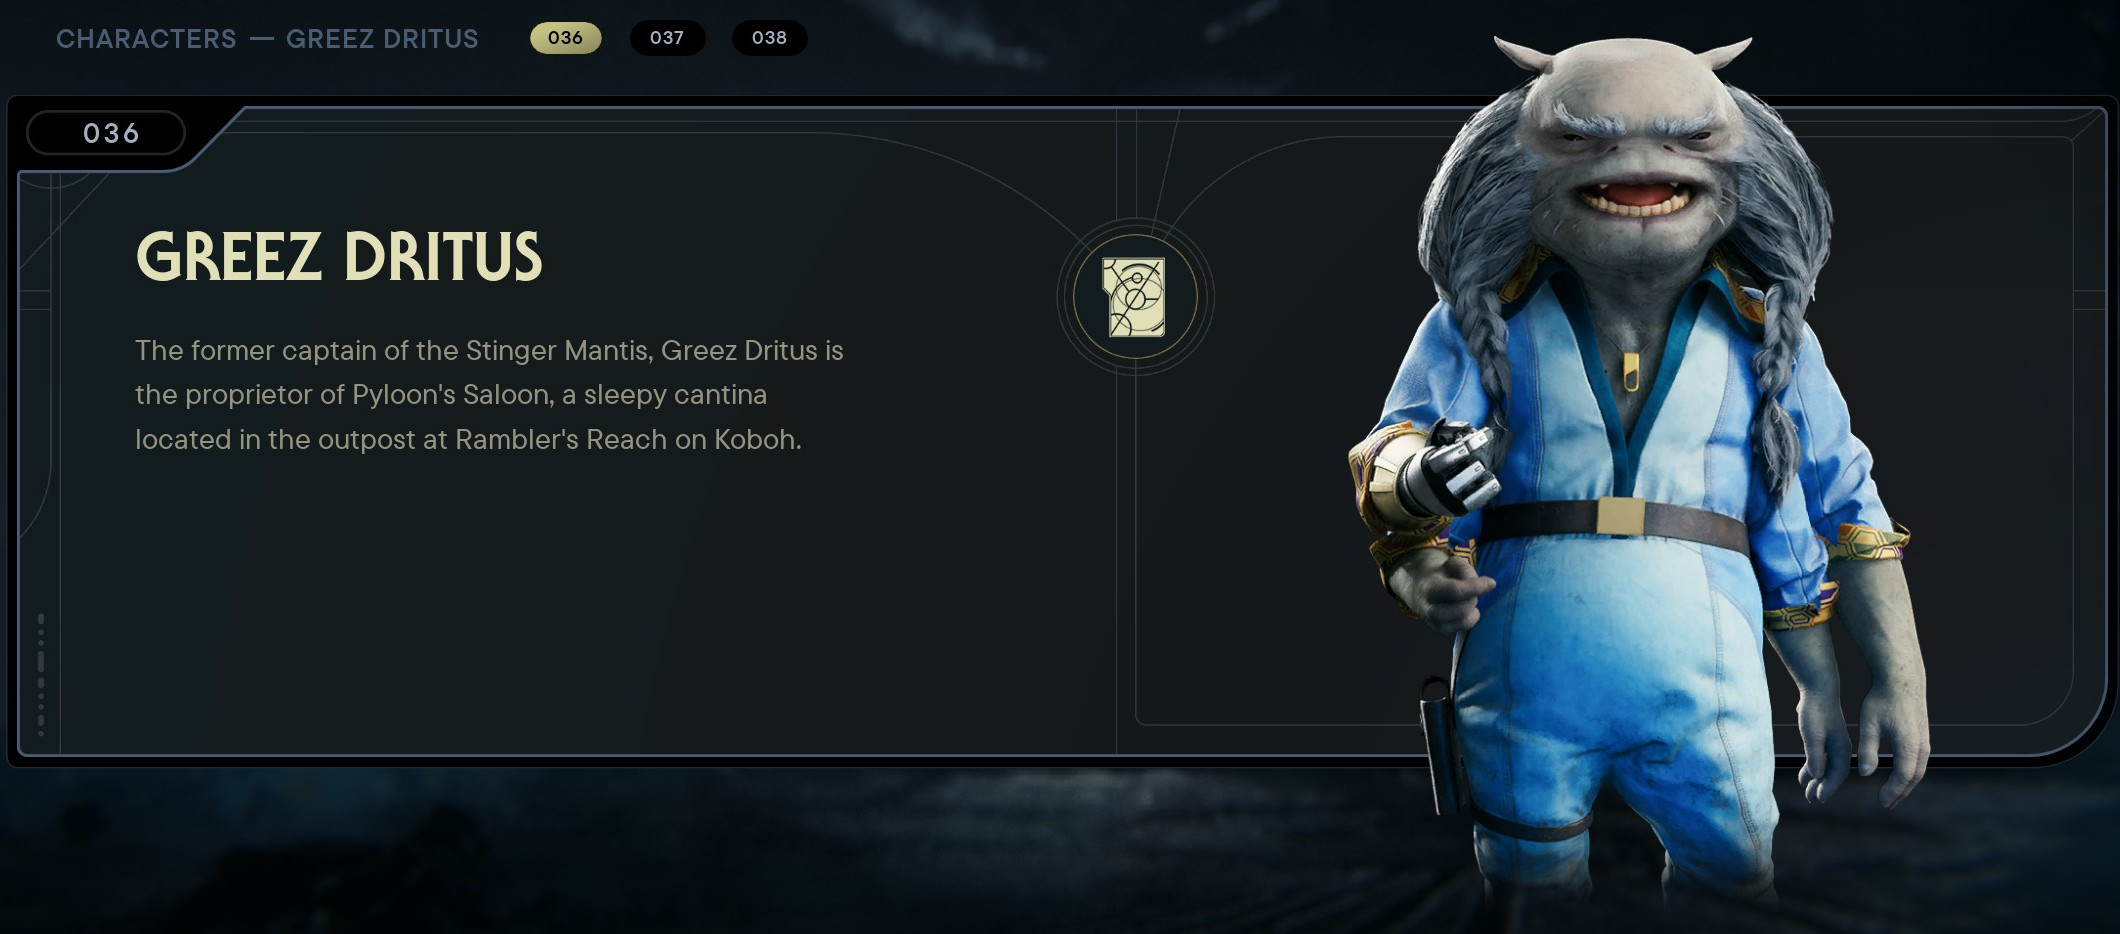 CHARACTERS — GREEZ DRITUS 036 037 038
036
GREEZ DRITUS
The former captain of the Stinger Mantis, Greez Dritus is
the proprietor of Pyloon's Saloon, a sleepy cantina
located in the outpost at Rambler's Reach on Koboh.